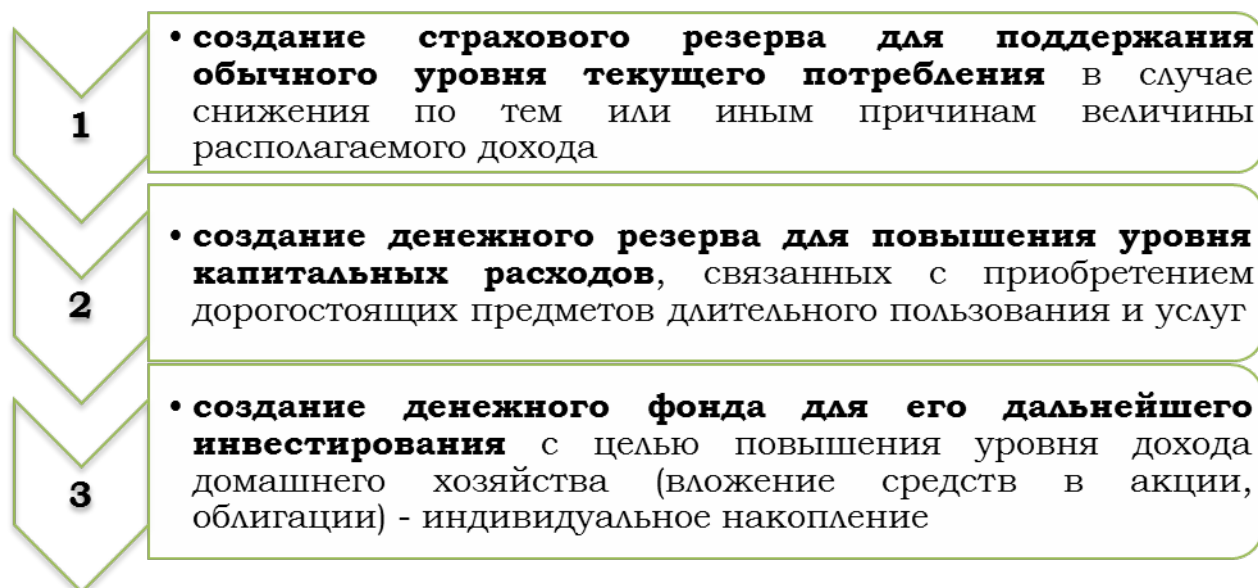 1
• создание страхового резерва для поддержания
обычного уровня текущего потребления в случае
снижения по тем или иным причинам величины
располагаемого дохода
2
• создание денежного резерва для повышения уровня
капитальных расходов, связанных с приобретением
дорогостоящих предметов длительного пользования и услуг
3
• создание денежного фонда для его дальнейшего
инвестирования с целью повышения уровня дохода
домашнего хозяйства (вложение средств в акции,
облигации) - индивидуальное накопление